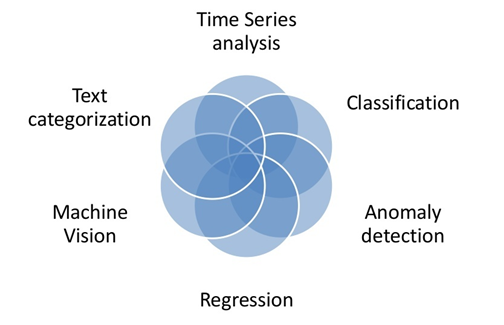 Time Series
analysis
Text
categorization
Classification
Machine
Vision
Anomaly
detection
Regression